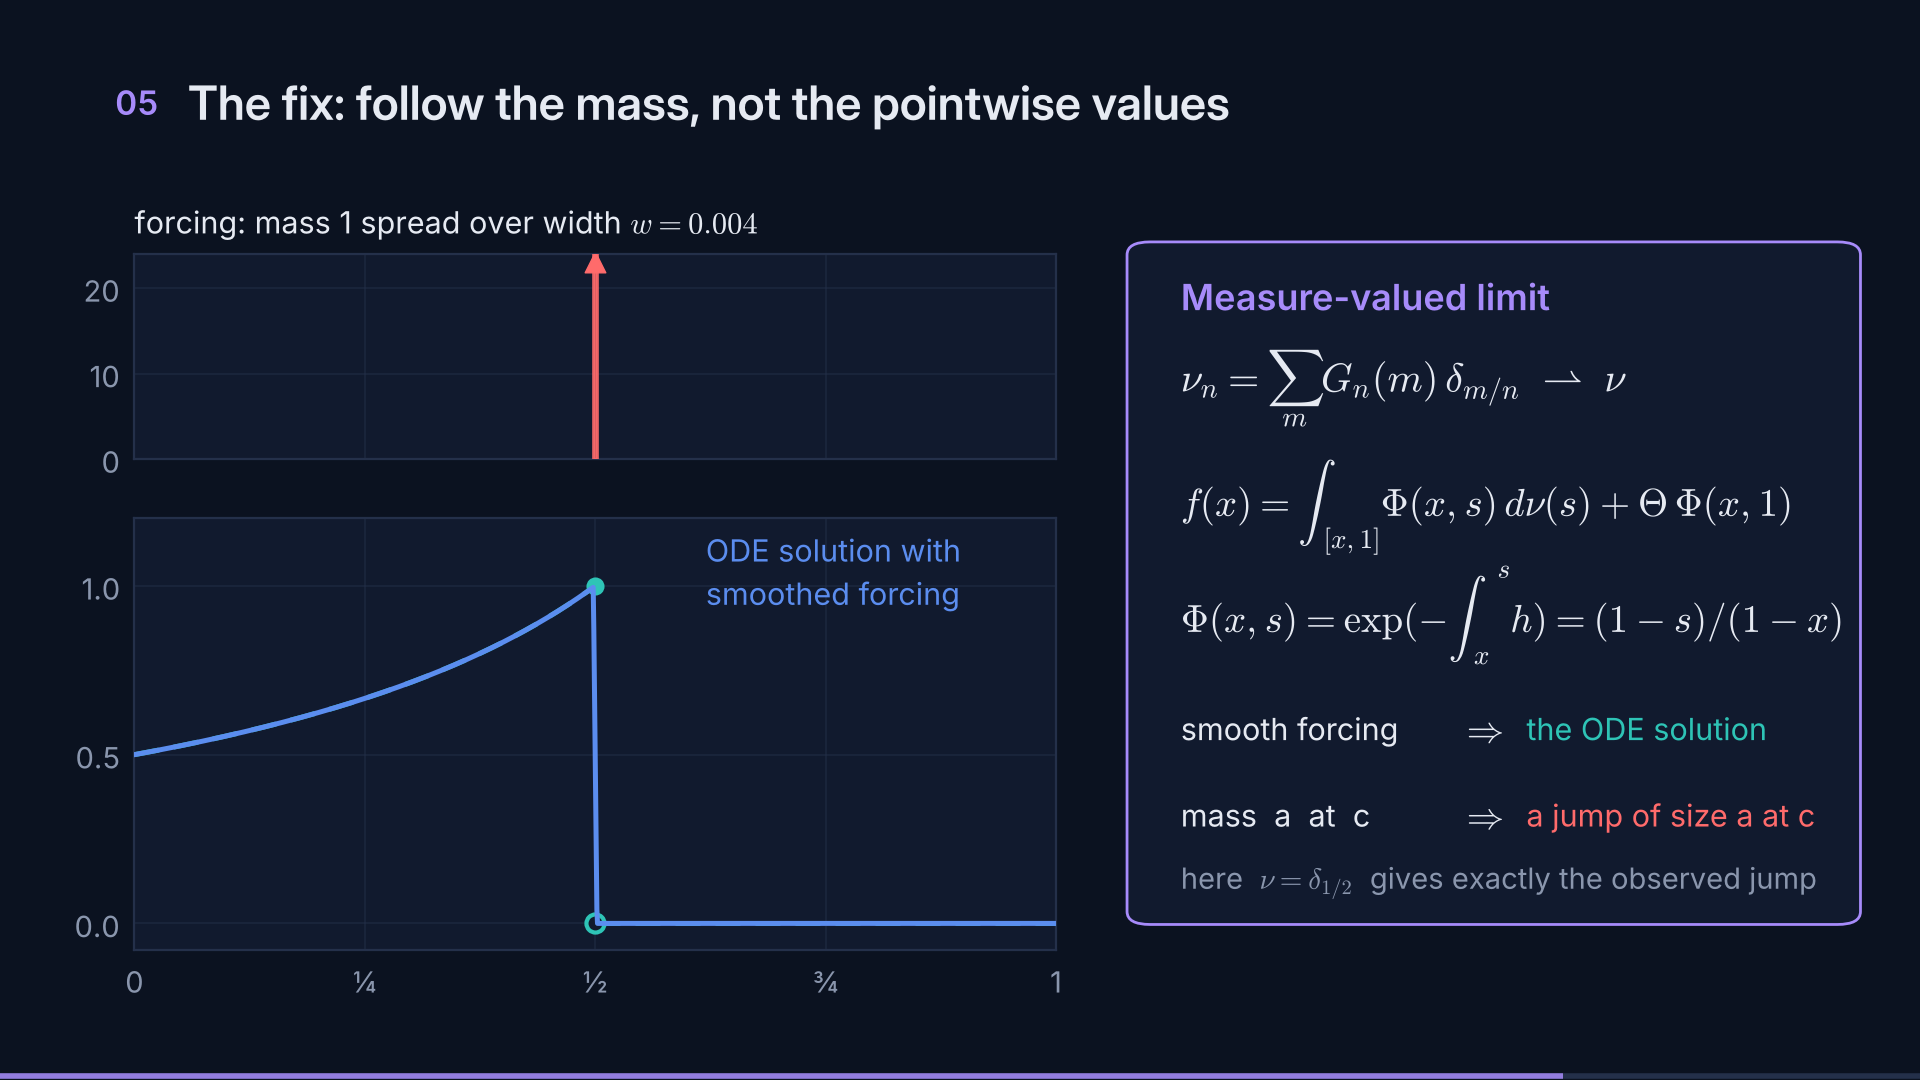 05 The fix: follow the mass, not the pointwise values
forcing: mass 1 spread over width w = 0.004
20
10
0
ODE solution with
smoothed forcing
1.0
0.5
0.0
0 ¼ ½ ¾ 1
Measure-valued limit
νₙ = ∑_m Gₙ(m) δ_{m/n} ⇀ ν
f(x) = ∫_{[x, 1]} Φ(x, s) dν(s) + Θ Φ(x, 1)
Φ(x, s) = exp(−∫_x^s h) = (1 − s)/(1 − x)
smooth forcing ⇒ the ODE solution
mass a at c ⇒ a jump of size a at c
here ν = δ_{1/2} gives exactly the observed jump